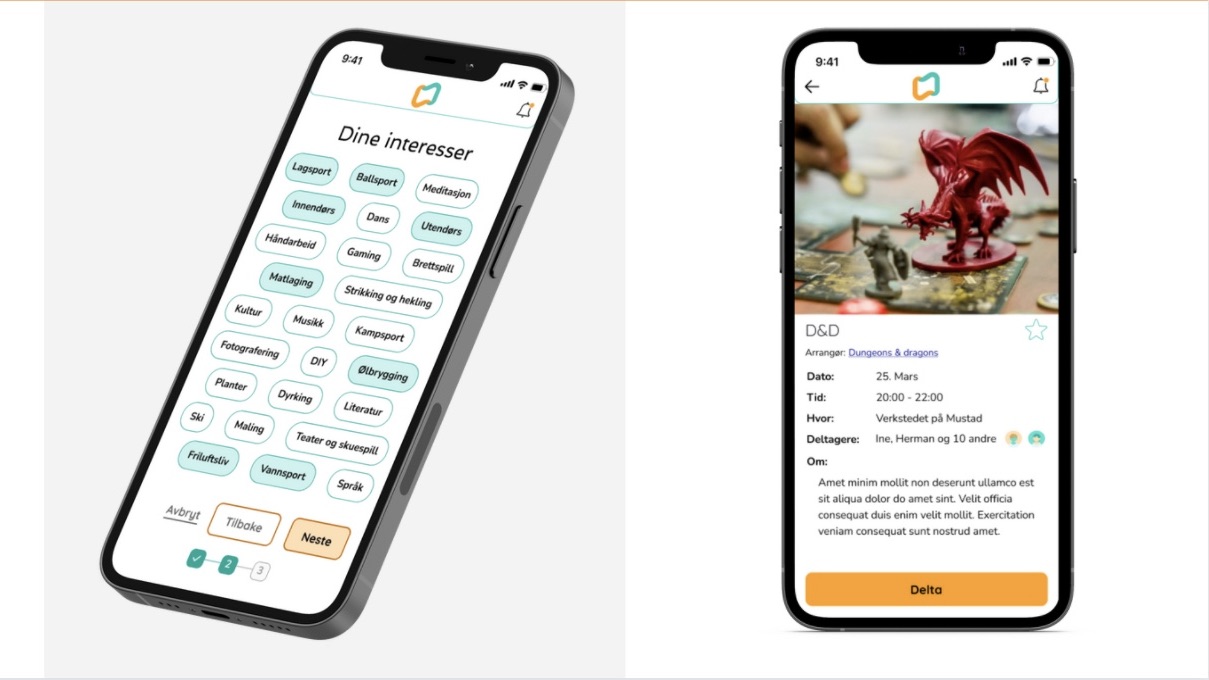 9:41
Dine interesser
Lagsport Ballsport Meditasjon
Innendørs Dans Utendørs
Håndarbeid Gaming Brettspill
Matlaging Strikking og hekling
Kultur Musikk Kampsport
Fotografering DIY Ølbrygging
Planter Dyrking Literatur
Ski Maling Teater og skuespill
Friluftsliv Vannsport Språk
Avbryt Tilbake Neste
2 3
9:41
D&D
Arrangør: Dungeons & dragons
Dato: 25. Mars
Tid: 20:00 - 22:00
Hvor: Verkstedet på Mustad
Deltagere: Ine, Herman og 10 andre
Om:
Amet minim mollit non deserunt ullamco est
sit aliqua dolor do amet sint. Velit officia
consequat duis enim velit mollit. Exercitation
veniam consequat sunt nostrud amet.
Delta